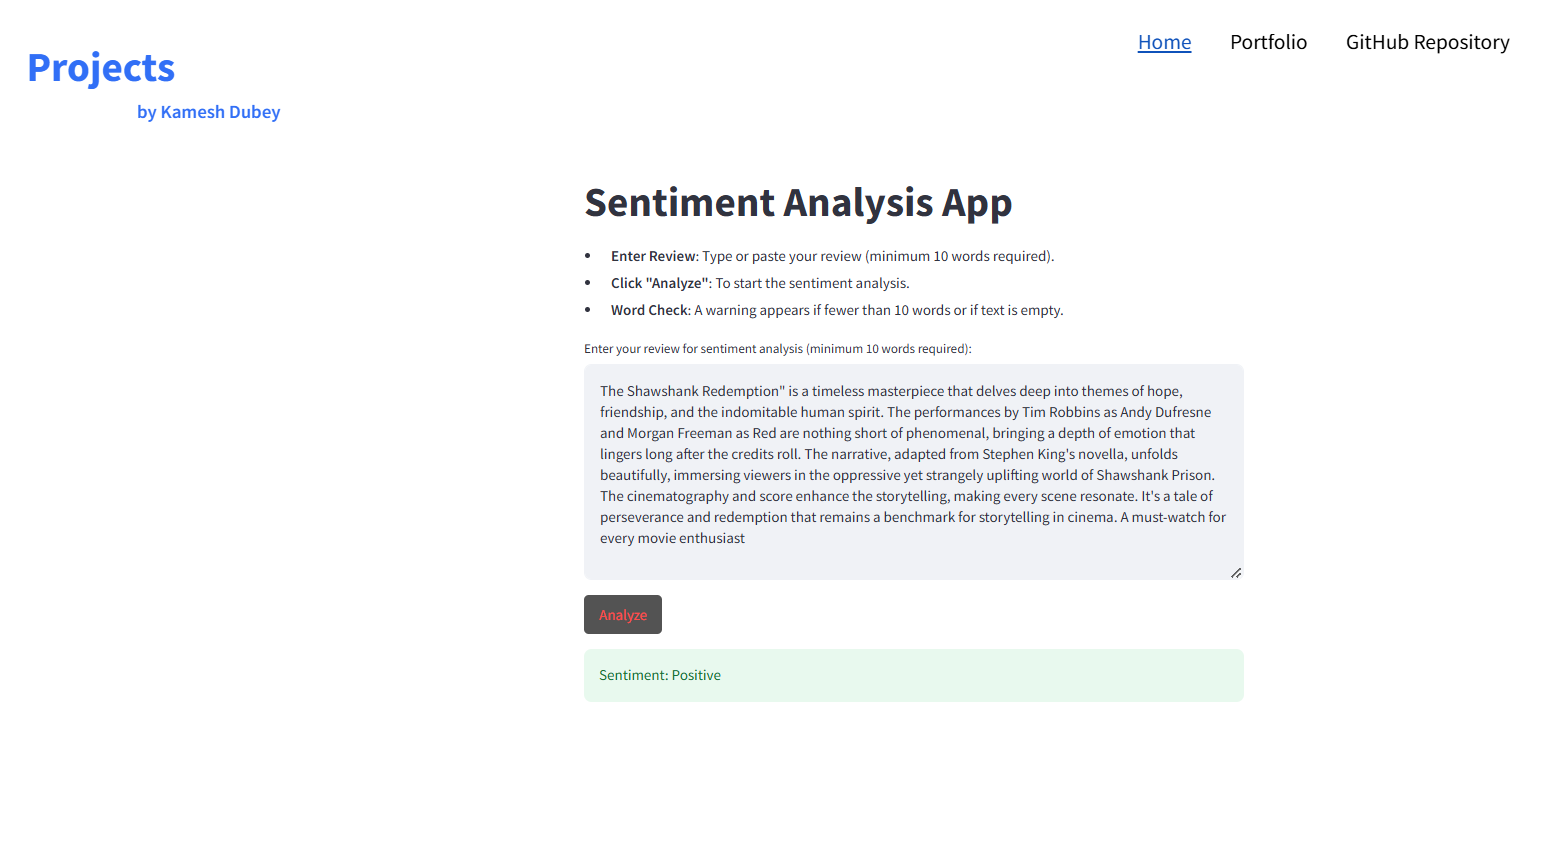 Projects
by Kamesh Dubey
Home Portfolio GitHub Repository
Sentiment Analysis App
• Enter Review: Type or paste your review (minimum 10 words required).
• Click "Analyze": To start the sentiment analysis.
• Word Check: A warning appears if fewer than 10 words or if text is empty.
Enter your review for sentiment analysis (minimum 10 words required):
The Shawshank Redemption" is a timeless masterpiece that delves deep into themes of hope,
friendship, and the indomitable human spirit. The performances by Tim Robbins as Andy Dufresne
and Morgan Freeman as Red are nothing short of phenomenal, bringing a depth of emotion that
lingers long after the credits roll. The narrative, adapted from Stephen King's novella, unfolds
beautifully, immersing viewers in the oppressive yet strangely uplifting world of Shawshank Prison.
The cinematography and score enhance the storytelling, making every scene resonate. It's a tale of
perseverance and redemption that remains a benchmark for storytelling in cinema. A must-watch for
every movie enthusiast
Analyze
Sentiment: Positive